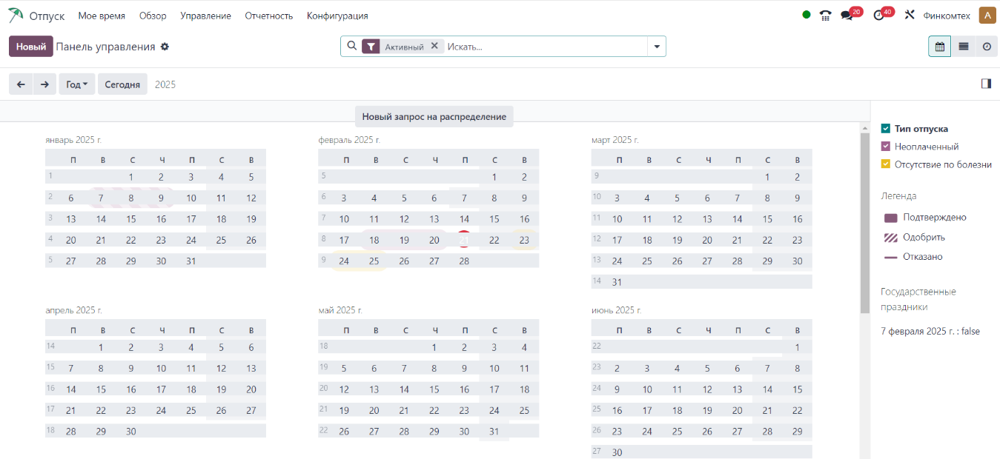 Отпуск Мое время Обзор Управление Отчетность Конфигурация 20 40 Финкомтех A
Новый Панель управления Активный Искать...
Год Сегодня 2025
Новый запрос на распределение
январь 2025 г. февраль 2025 г. март 2025 г.
П В С Ч П С В П В С Ч П С В П В С Ч П С В
1 1 2 3 4 5 5 1 2 9 1 2
2 6 7 8 9 10 11 12 6 3 4 5 6 7 8 9 10 3 4 5 6 7 8 9
3 13 14 15 16 17 18 19 7 10 11 12 13 14 15 16 11 10 11 12 13 14 15 16
4 20 21 22 23 24 25 26 8 17 18 19 20 21 22 23 12 17 18 19 20 21 22 23
5 27 28 29 30 31 9 24 25 26 27 28 13 24 25 26 27 28 29 30
14 31
апрель 2025 г. май 2025 г. июнь 2025 г.
П В С Ч П С В П В С Ч П С В П В С Ч П С В
14 1 2 3 4 5 6 18 1 2 3 4 22 1
15 7 8 9 10 11 12 13 19 5 6 7 8 9 10 11 23 2 3 4 5 6 7 8
16 14 15 16 17 18 19 20 20 12 13 14 15 16 17 18 24 9 10 11 12 13 14 15
17 21 22 23 24 25 26 27 21 19 20 21 22 23 24 25 25 16 17 18 19 20 21 22
18 28 29 30 22 26 27 28 29 30 31 26 23 24 25 26 27 28 29
27 30
Тип отпуска
Неоплаченный
Отсутствие по болезни
Легенда
Подтверждено
Одобрить
Отказано
Государственные
праздники
7 февраля 2025 г. : false